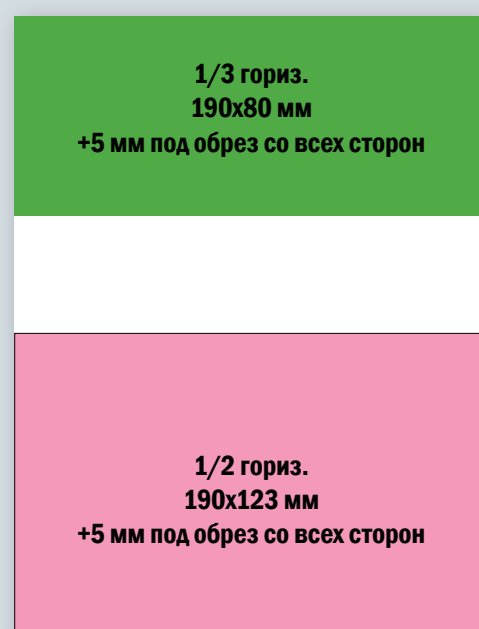 1/3 гориз.
190х80 мм
+5 мм под обрез со всех сторон
1/2 гориз.
190х123 мм
+5 мм под обрез со всех сторон